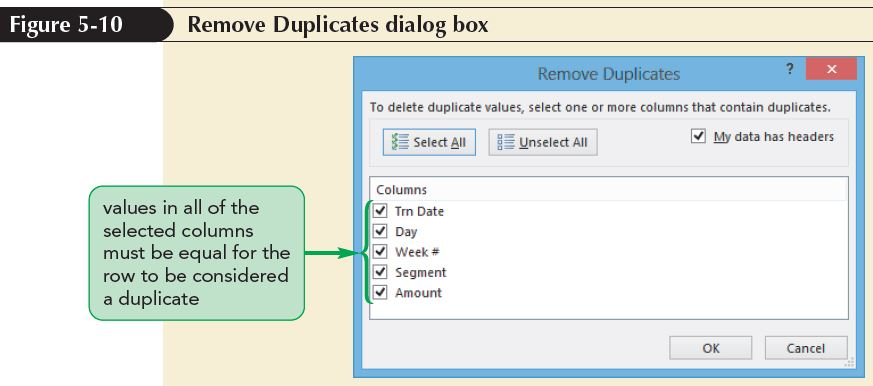 Figure 5-10 Remove Duplicates dialog box
Remove Duplicates ? ×
To delete duplicate values, select one or more columns that contain duplicates.
Select All Unselect All My data has headers
Columns
Trn Date
Day
Week #
Segment
Amount
values in all of the
selected columns
must be equal for the
row to be considered
a duplicate
OK Cancel